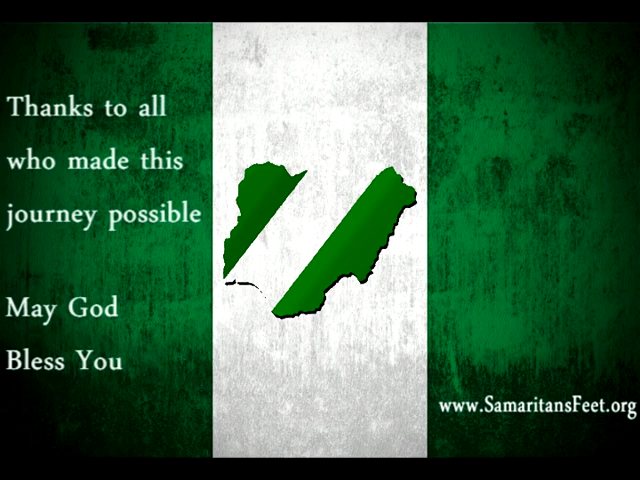 Thanks to all
who made this
journey possible
May God
Bless You
www.SamaritansFeet.org